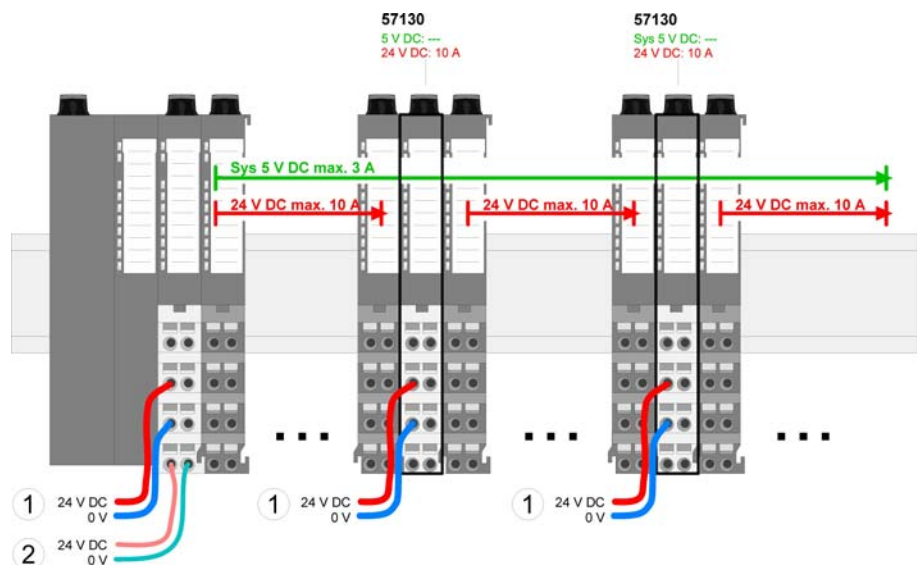 57130
5 V DC: ---
24 V DC: 10 A
57130
Sys 5 V DC: ---
24 V DC: 10 A
Sys 5 V DC max. 3 A
24 V DC max. 10 A
24 V DC max. 10 A
24 V DC max. 10 A
1 24 V DC
0 V
1 24 V DC
0 V
1 24 V DC
0 V
2 24 V DC
0 V